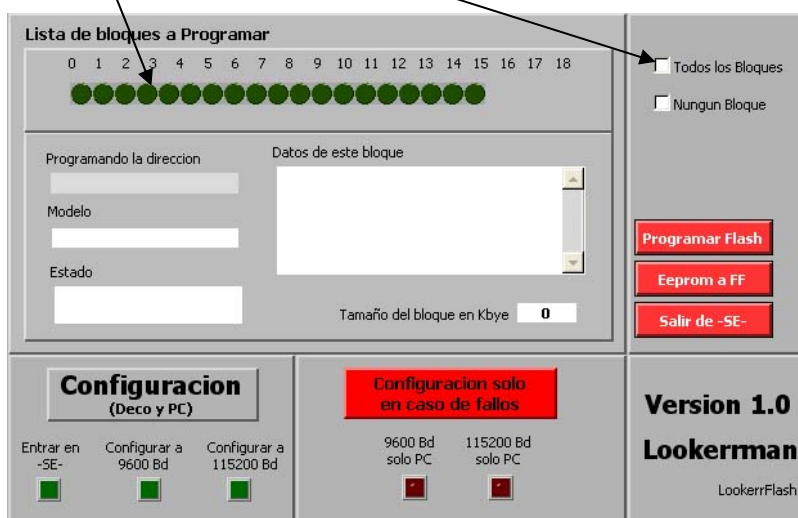 Lista de bloques a Programar
0 1 2 3 4 5 6 7 8 9 10 11 12 13 14 15 16 17 18
Todos los Bloques
Nungun Bloque
Programando la direccion
Datos de este bloque
Modelo
Estado
Tamaño del bloque en Kbye 0
Programar Flash
Eeprom a FF
Salir de -SE-
Configuracion
(Deco y PC)
Entrar en
-SE-
Configurar a
9600 Bd
Configurar a
115200 Bd
Configuracion solo
en caso de fallos
9600 Bd
solo PC
115200 Bd
solo PC
Version 1.0
Lookerrman
LookerrFlash